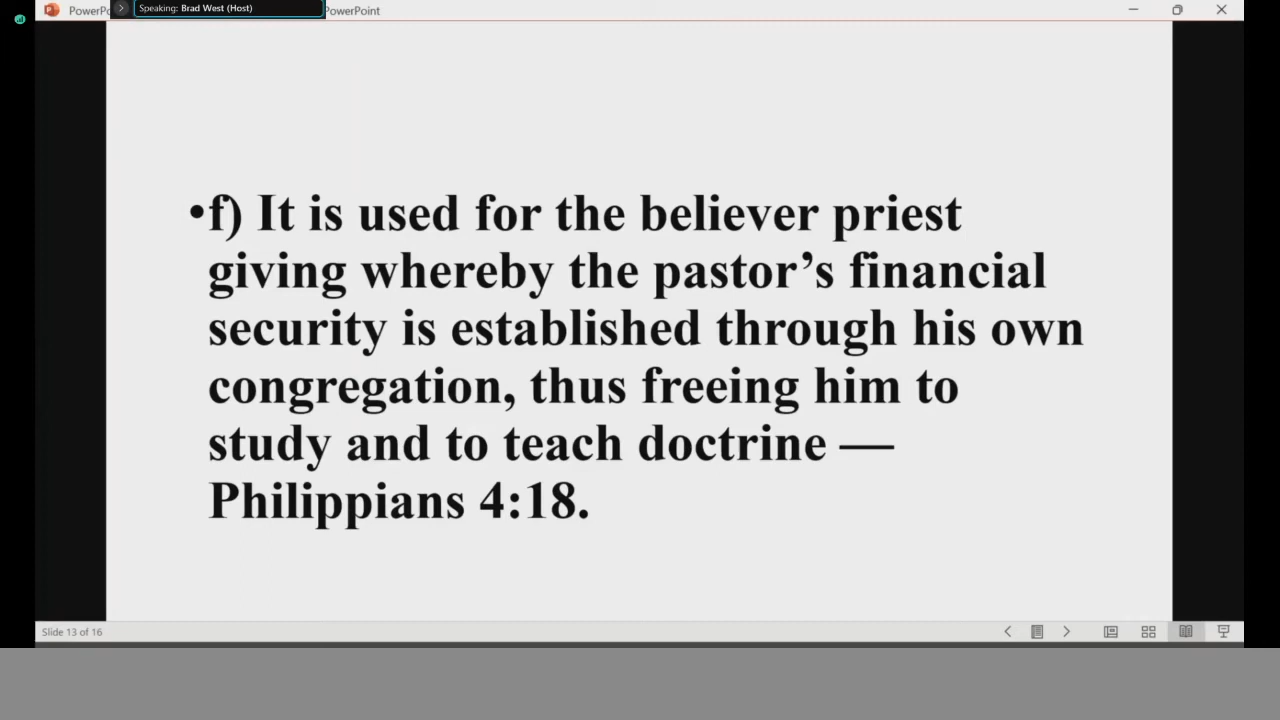 Speaking: Brad West (Host)
PowerPoint
•f) It is used for the believer priest
giving whereby the pastor’s financial
security is established through his own
congregation, thus freeing him to
study and to teach doctrine —
Philippians 4:18.
Slide 13 of 16